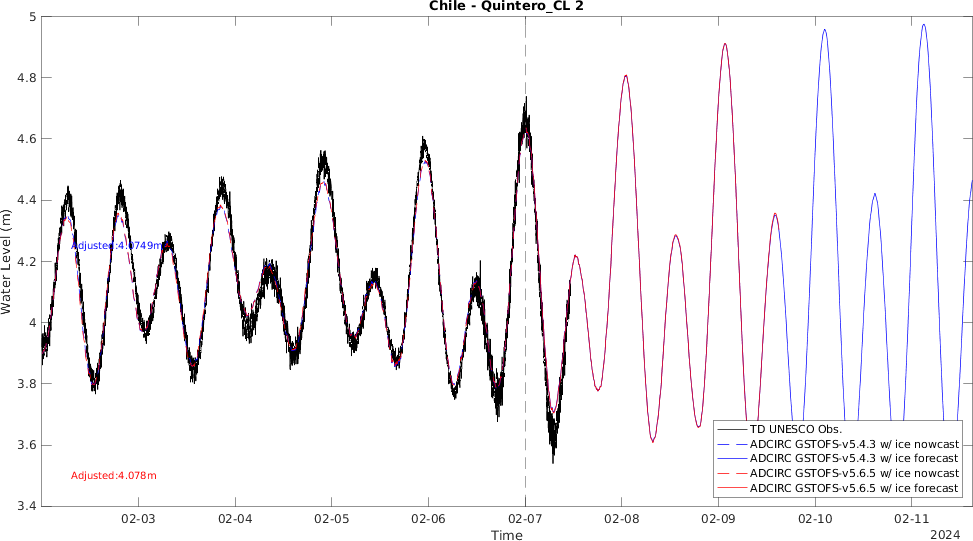 Chile - Quintero_CL 2
Water Level (m)
5
4.8
4.6
4.4
4.2
4
3.8
3.6
3.4
Adjusted:4.0749m
Adjusted:4.078m
TD UNESCO Obs.
ADCIRC GSTOFS-v5.4.3 w/ ice nowcast
ADCIRC GSTOFS-v5.4.3 w/ ice forecast
ADCIRC GSTOFS-v5.6.5 w/ ice nowcast
ADCIRC GSTOFS-v5.6.5 w/ ice forecast
02-03 02-04 02-05 02-06 02-07 02-08 02-09 02-10 02-11
Time
2024